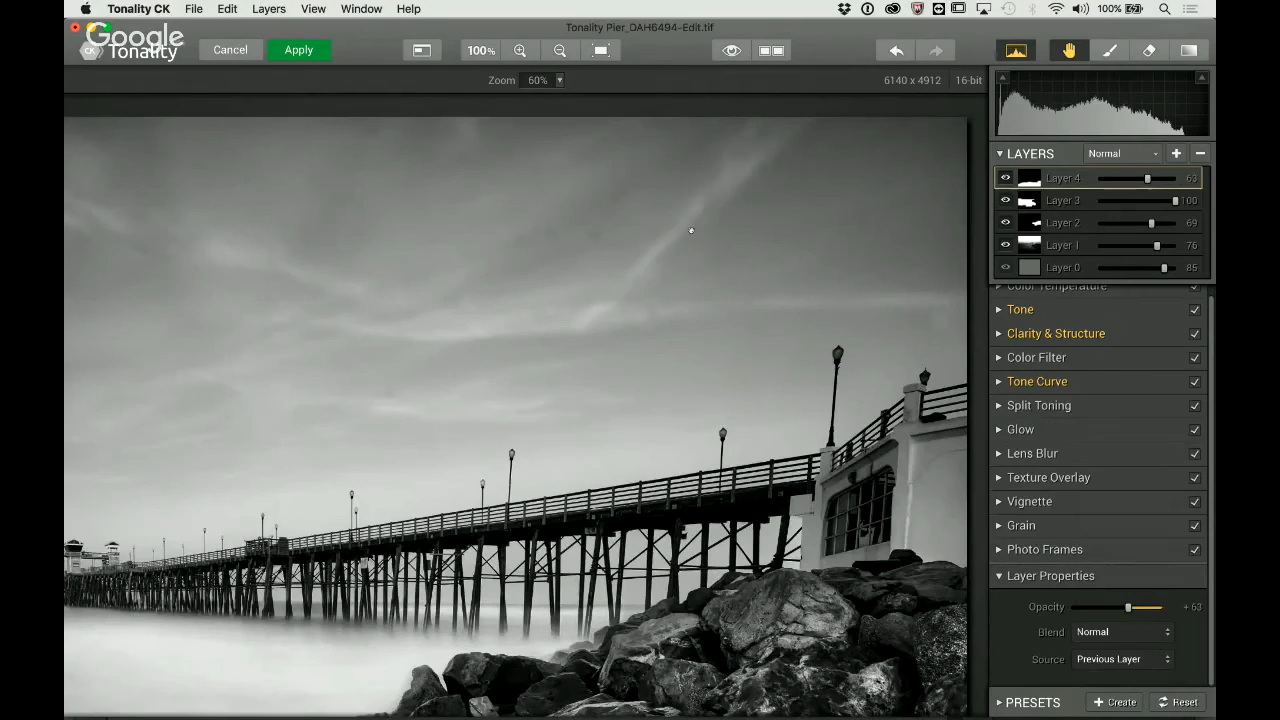 Tonality CK File Edit Layers View Window Help 100%
Tonality Pier_DAH6494-Edit.tif
Google
CK Tonality Cancel Apply 100%
Zoom 60% 6140 x 4912 16-bit
LAYERS Normal
Layer 4 63
Layer 3 100
Layer 2 69
Layer 1 76
Layer 0 85
Color Temperature
Tone
Clarity & Structure
Color Filter
Tone Curve
Split Toning
Glow
Lens Blur
Texture Overlay
Vignette
Grain
Photo Frames
Layer Properties
Opacity +63
Blend Normal
Source Previous Layer
PRESETS Create Reset